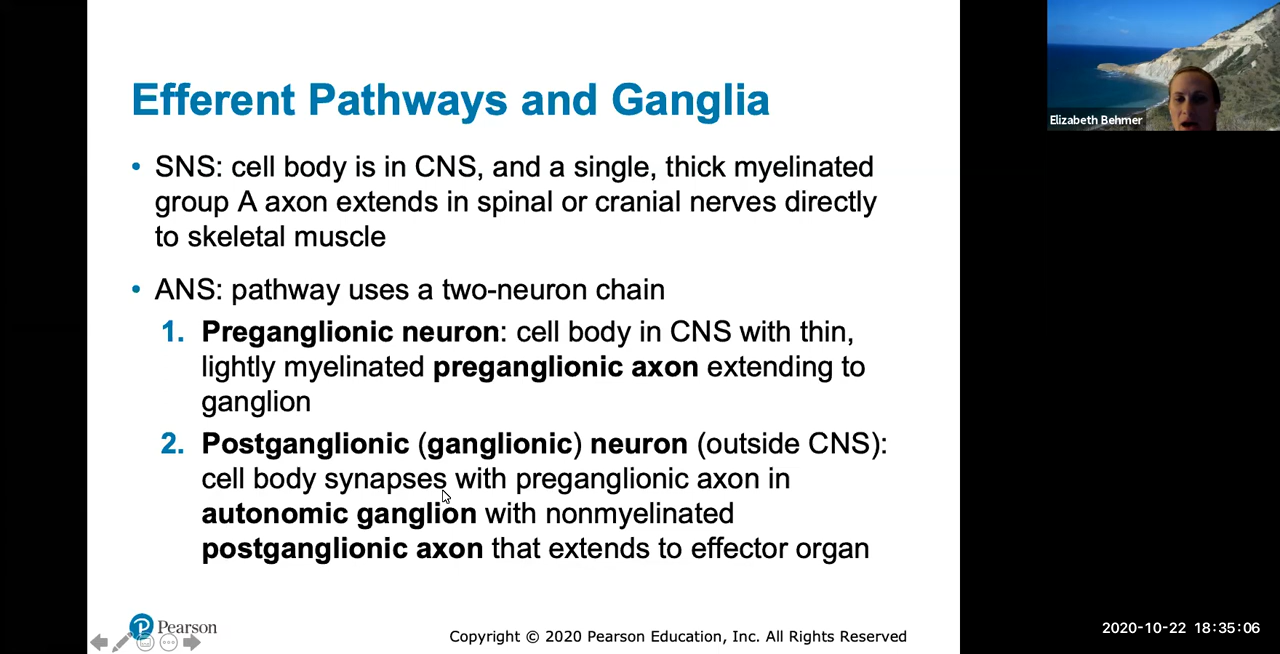 Efferent Pathways and Ganglia
Elizabeth Behmer
• SNS: cell body is in CNS, and a single, thick myelinated
group A axon extends in spinal or cranial nerves directly
to skeletal muscle
• ANS: pathway uses a two-neuron chain
1. Preganglionic neuron: cell body in CNS with thin,
lightly myelinated preganglionic axon extending to
ganglion
2. Postganglionic (ganglionic) neuron (outside CNS):
cell body synapses with preganglionic axon in
autonomic ganglion with nonmyelinated
postganglionic axon that extends to effector organ
P Pearson
Copyright © 2020 Pearson Education, Inc. All Rights Reserved
2020-10-22 18:35:06